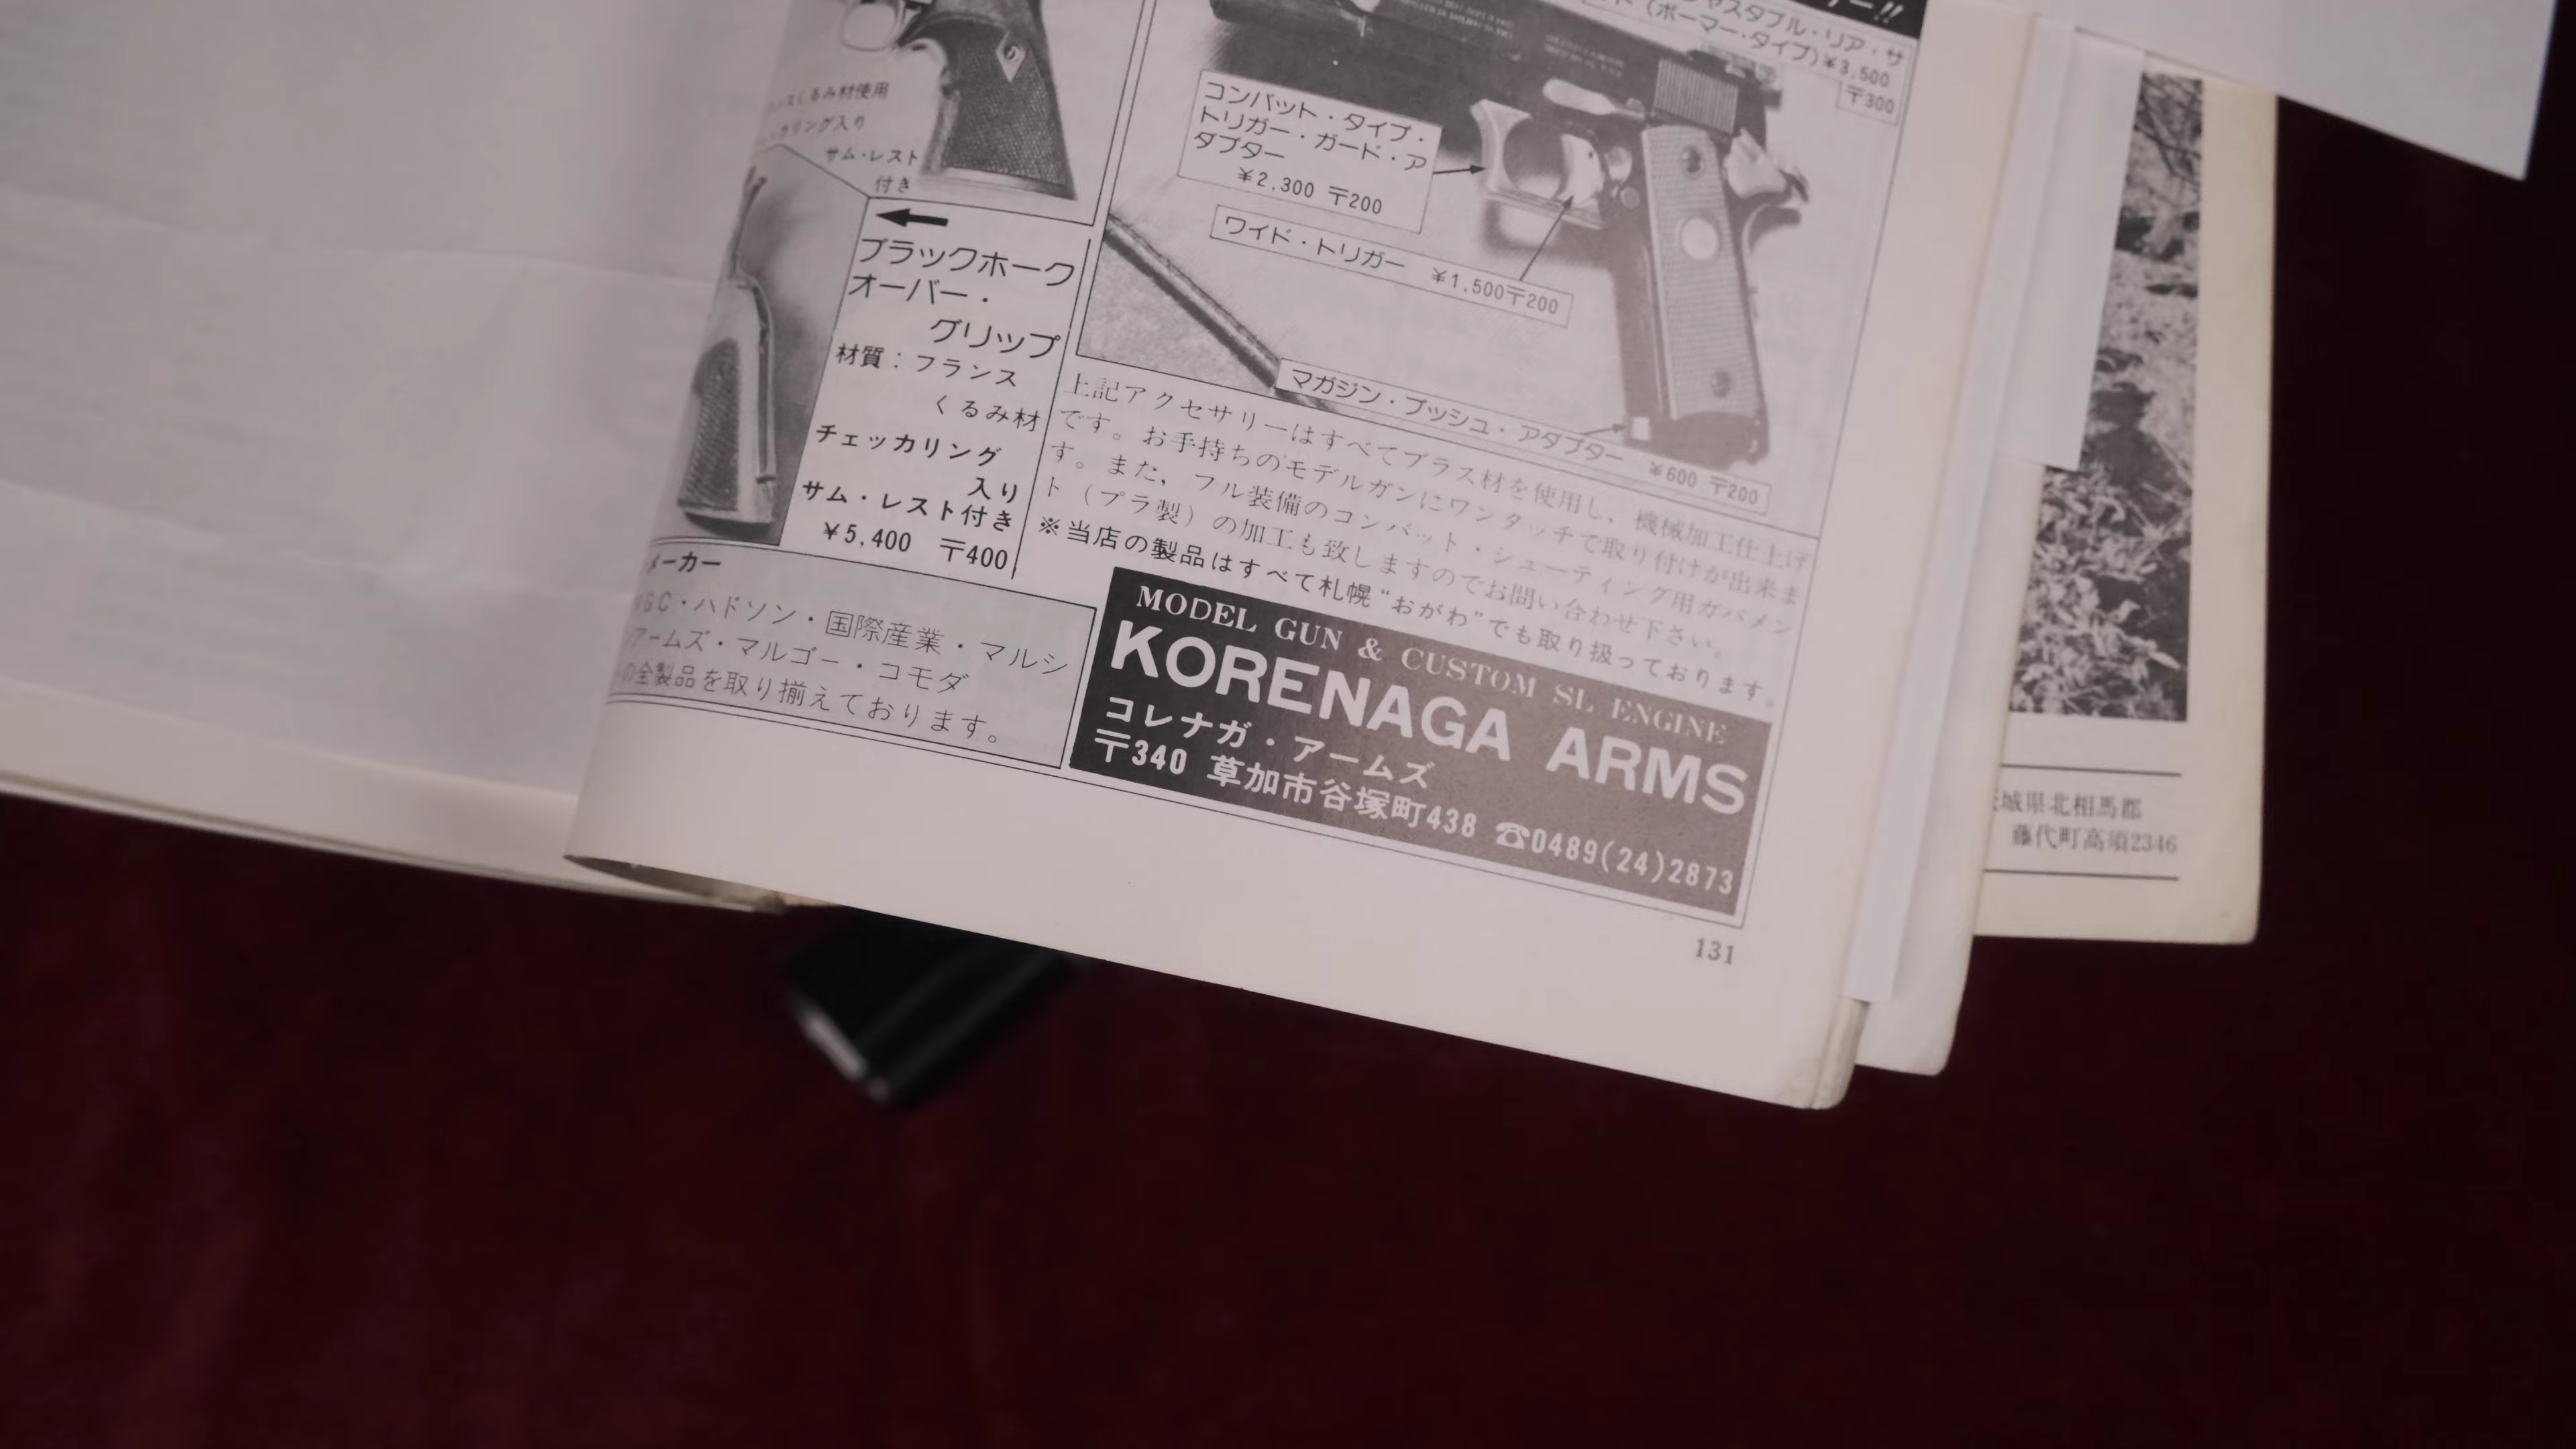 くるみ材使用
カリング入り
サム・レスト
付き
ブラックホーク
オーバー・
グリップ
材質：フランス
くるみ材
チェッカリング
入り
サム・レスト付き
¥5,400 〒400
メーカー
GC・ハドソン・国際産業・マルシ
アームズ・マルゴー・コモダ
の全製品を取り揃えております。
スタブル・リア・サ
ト（ボーマー・タイプ）¥3,500
〒300
コンバット・タイプ・
トリガー・ガード・ア
ダプター
¥2,300 〒200
ワイド・トリガー ¥1,500〒200
マガジン・プッシュ・アダプター ¥600 〒200
上記アクセサリーはすべてブラス材を使用し、機械加工仕上げ
です。お手持ちのモデルガンにワンタッチで取り付けが出来ま
す。また、フル装備のコンバット・シューティング用ガバメン
ト（プラ製）の加工も致しますのでお問い合わせ下さい。
※当店の製品はすべて札幌“おがわ”でも取り扱っております。
MODEL GUN & CUSTOM SL ENGINE
KORENAGA ARMS
コレナガ・アームズ
〒340 草加市谷塚町438 ☎0489(24)2873
131
城県北相馬郡
藤代町高須2346